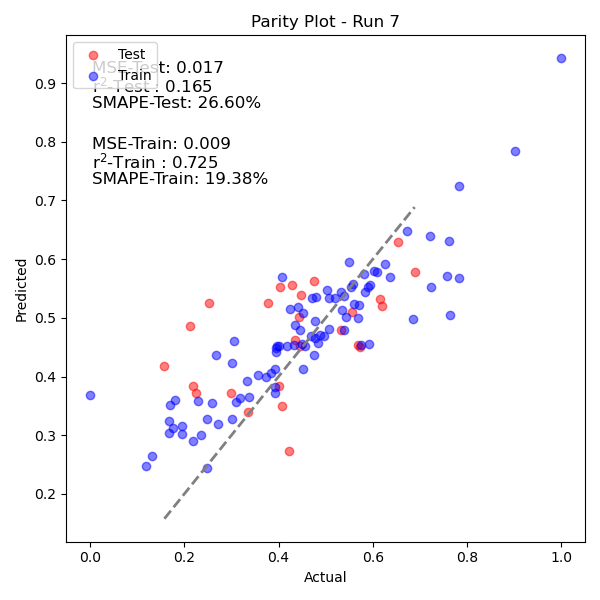 Parity Plot - Run 7
Test
Train
MSE-Test: 0.017
r²-Test : 0.165
SMAPE-Test: 26.60%
MSE-Train: 0.009
r²-Train : 0.725
SMAPE-Train: 19.38%
Predicted
0.9
0.8
0.7
0.6
0.5
0.4
0.3
0.2
0.0 0.2 0.4 0.6 0.8 1.0
Actual